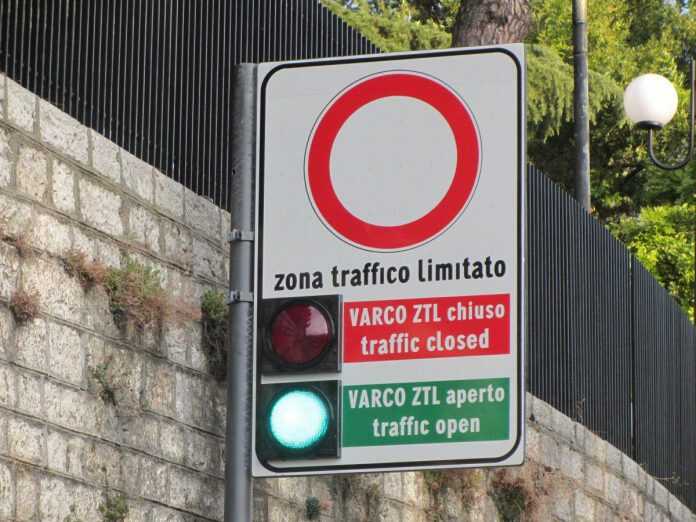 zona traffico limitato
VARCO ZTL chiuso
traffic closed
VARCO ZTL aperto
traffic open